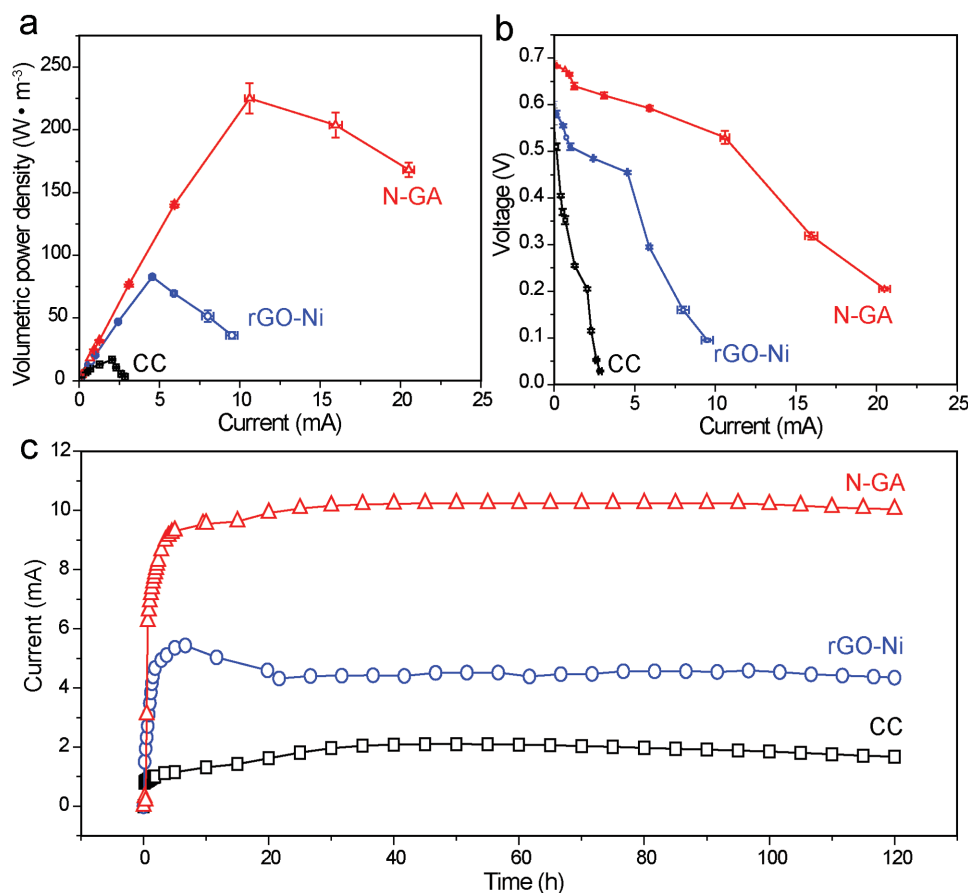 a
Volumetric power density (W• m⁻³)
250
200
150
100
50
0
0
5
10
15
20
25
Current (mA)
N-GA
rGO-Ni
CC
b
Voltage (V)
0.7
0.6
0.5
0.4
0.3
0.2
0.1
0.0
0
5
10
15
20
25
Current (mA)
N-GA
rGO-Ni
CC
c
Current (mA)
12
10
8
6
4
2
0
0
20
40
60
80
100
120
Time (h)
N-GA
rGO-Ni
CC